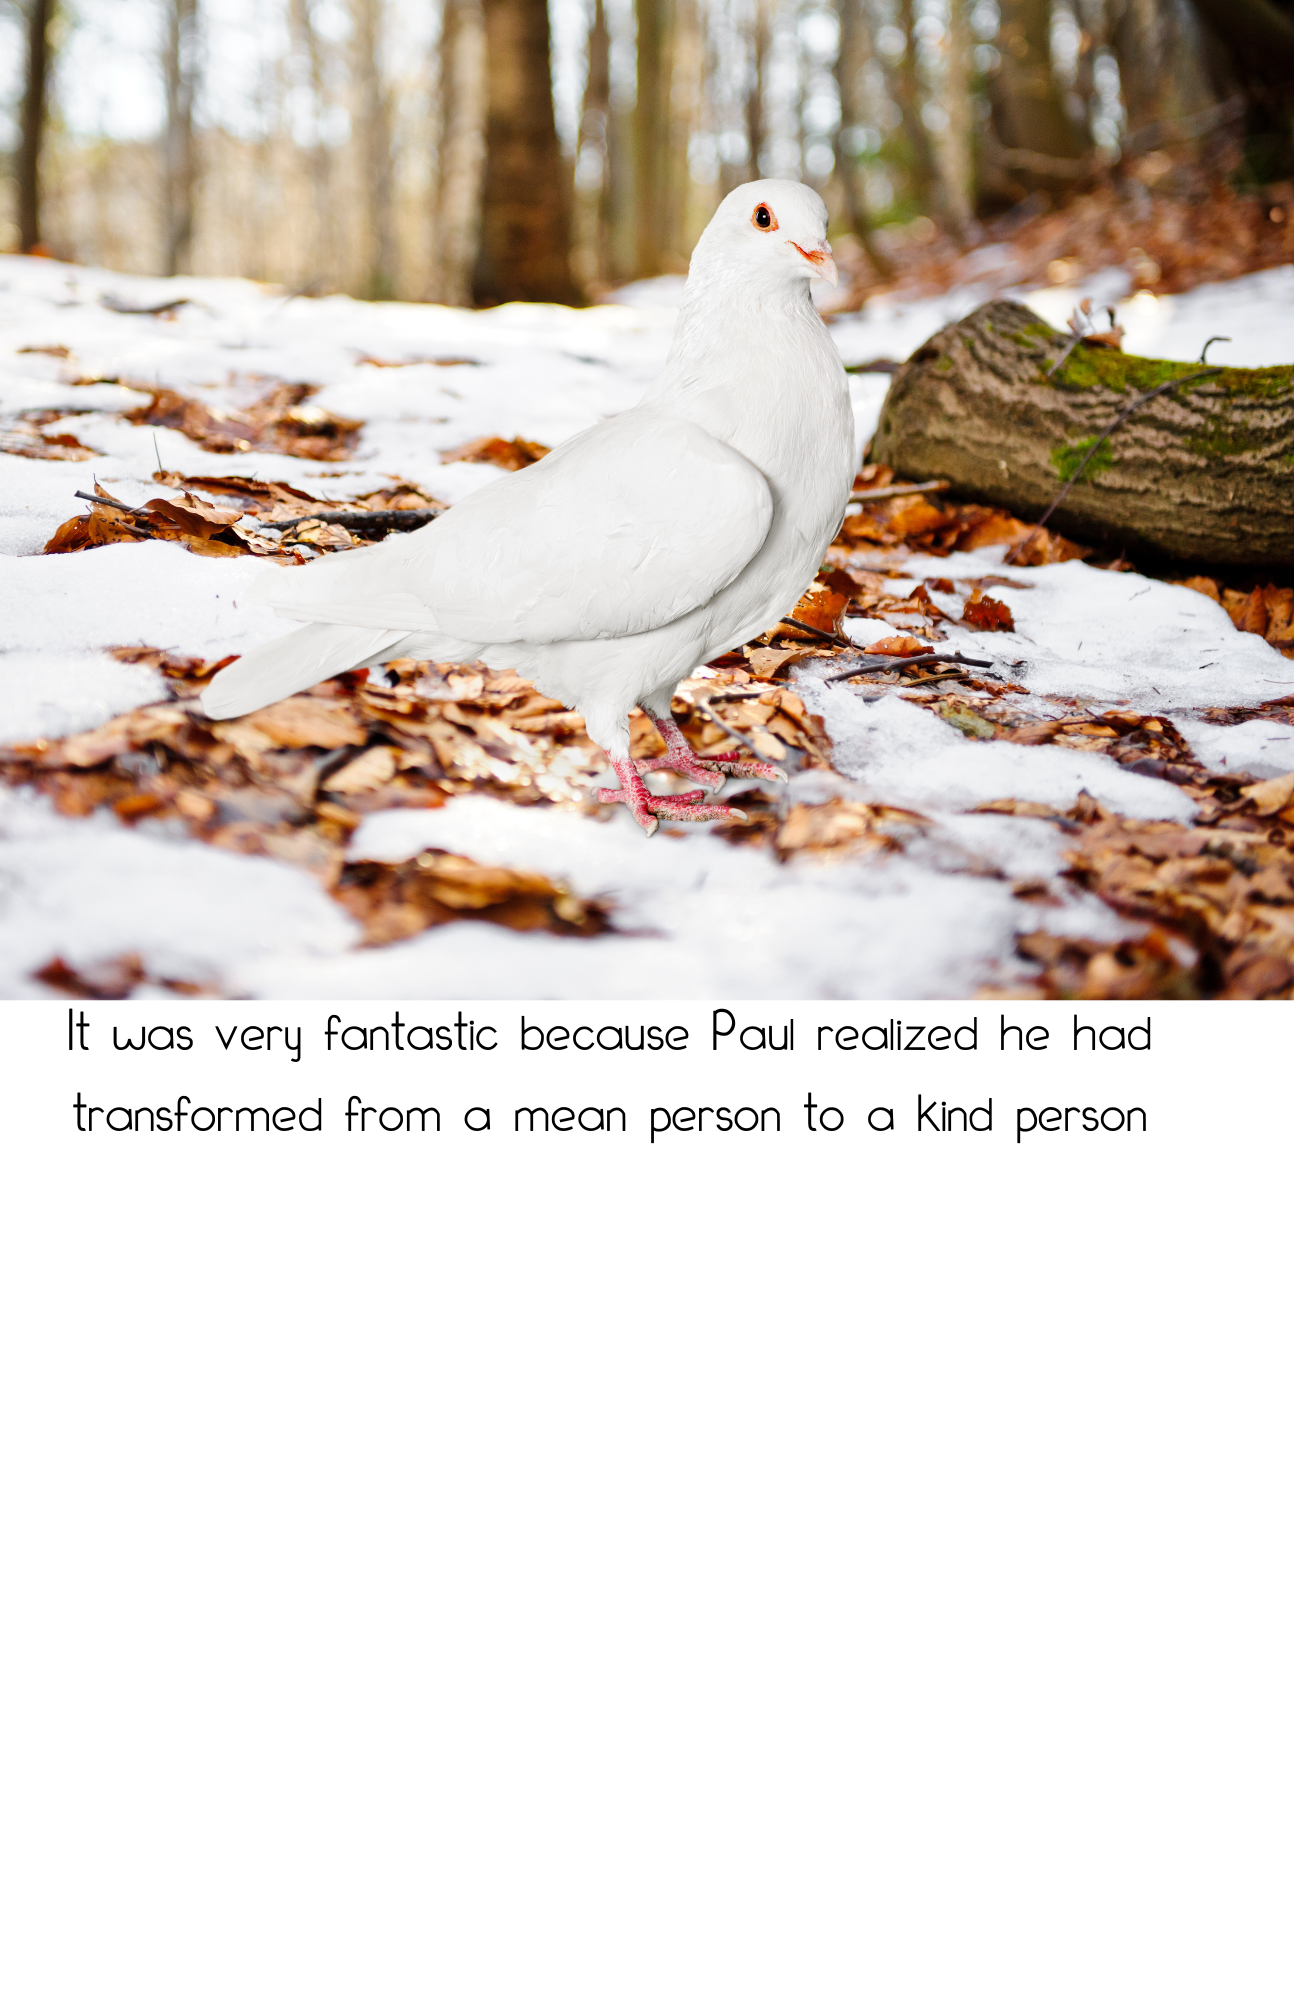 It was very fantastic because Paul realized he had
transformed from a mean person to a kind person